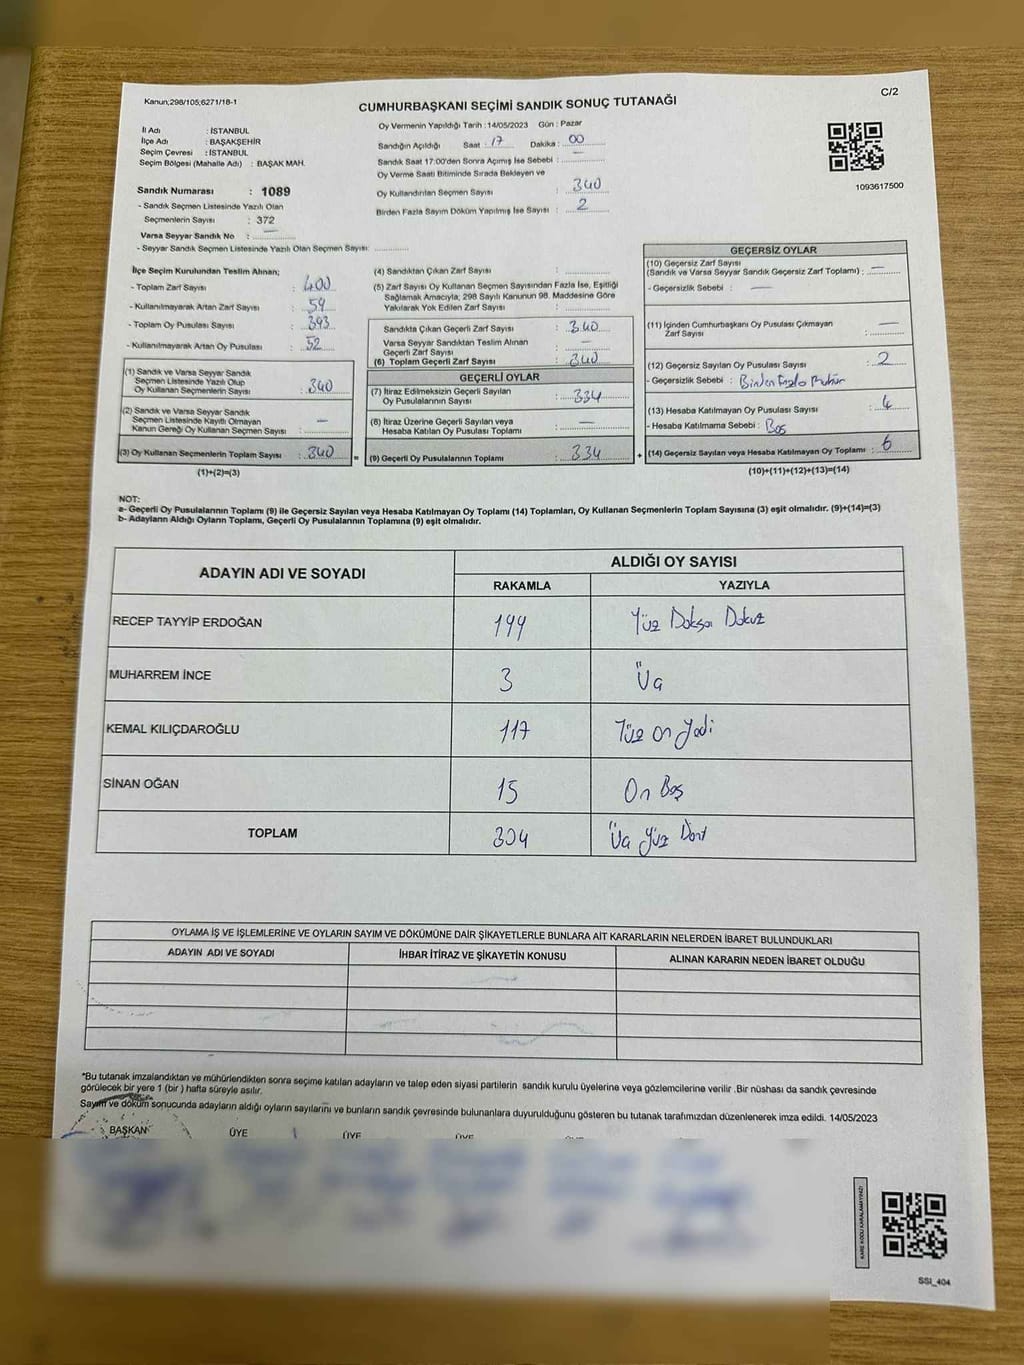 Kanun;298/105;6271/18-1
C/2
CUMHURBAŞKANI SEÇİMİ SANDIK SONUÇ TUTANAĞI
İl Adı : İSTANBUL
İlçe Adı : BAŞAKŞEHİR
Seçim Çevresi : İSTANBUL
Seçim Bölgesi (Mahalle Adı) : BAŞAK MAH.
Sandık Numarası : 1089
- Sandık Seçmen Listesinde Yazılı Olan
Seçmenlerin Sayısı : 372
Varsa Seyyar Sandık No : —
- Seyyar Sandık Seçmen Listesinde Yazılı Olan Seçmen Sayısı:
Oy Vermenin Yapıldığı Tarih :14/05/2023 Gün : Pazar
Sandığın Açıldığı Saat : 17 Dakika : 00
Sandık Saat 17:00'den Sonra Açımış İse Sebebi : —
Oy Verme Saati Bitiminde Sırada Bekleyen ve
Oy Kullandırılan Seçmen Sayısı : 340
Birden Fazla Sayım Döküm Yapılmış İse Sayısı : 2
1093617500
İlçe Seçim Kurulundan Teslim Alınan;
- Toplam Zarf Sayısı : 400
- Kullanılmayarak Artan Zarf Sayısı : 59
- Toplam Oy Pusulası Sayısı : 393
- Kullanılmayarak Artan Oy Pusulası : 52
(1) Sandık ve Varsa Seyyar Sandık
Seçmen Listesinde Yazılı Olup
Oy Kullanan Seçmenlerin Sayısı : 340
(2) Sandık ve Varsa Seyyar Sandık
Seçmen Listesinde Kayıtlı Olmayan
Kanun Gereği Oy Kullanan Seçmen Sayısı : —
(3) Oy Kullanan Seçmenlerin Toplam Sayısı : 340
(1)+(2)=(3)
(4) Sandıktan Çıkan Zarf Sayısı :
(5) Zarf Sayısı Oy Kullanan Seçmen Sayısından Fazla İse, Eşitliği
Sağlamak Amacıyla; 298 Sayılı Kanunun 98. Maddesine Göre
Yakılarak Yok Edilen Zarf Sayısı :
Sandıkta Çıkan Geçerli Zarf Sayısı : 340
Varsa Seyyar Sandıktan Teslim Alınan
Geçerli Zarf Sayısı : —
(6) Toplam Geçerli Zarf Sayısı : 340
GEÇERLİ OYLAR
(7) İtiraz Edilmeksizin Geçerli Sayılan
Oy Pusulalarının Sayısı : 334
(8) İtiraz Üzerine Geçerli Sayılan veya
Hesaba Katılan Oy Pusulası Toplamı : —
= (9) Geçerli Oy Pusulalarının Toplamı : 334 +
GEÇERSİZ OYLAR
(10) Geçersiz Zarf Sayısı
(Sandık ve Varsa Seyyar Sandık Geçersiz Zarf Toplamı) : —
- Geçersizlik Sebebi : —
(11) İçinden Cumhurbaşkanı Oy Pusulası Çıkmayan
Zarf Sayısı : —
(12) Geçersiz Sayılan Oy Pusulası Sayısı : 2
- Geçersizlik Sebebi : Birden Fazla Mühür
(13) Hesaba Katılmayan Oy Pusulası Sayısı : 4
- Hesaba Katılmama Sebebi : Boş
(14) Geçersiz Sayılan veya Hesaba Katılmayan Oy Toplamı : 6
(10)+(11)+(12)+(13)=(14)
NOT:
a- Geçerli Oy Pusulalarının Toplamı (9) ile Geçersiz Sayılan veya Hesaba Katılmayan Oy Toplamı (14) Toplamları, Oy Kullanan Seçmenlerin Toplam Sayısına (3) eşit olmalıdır. (9)+(14)=(3)
b- Adayların Aldığı Oyların Toplamı, Geçerli Oy Pusulalarının Toplamına (9) eşit olmalıdır.
ADAYIN ADI VE SOYADI ALDIĞI OY SAYISI
RAKAMLA YAZIYLA
RECEP TAYYİP ERDOĞAN 199 Yüz Doksan Dokuz
MUHARREM İNCE 3 Üç
KEMAL KILIÇDAROĞLU 117 Yüz On Yedi
SİNAN OĞAN 15 On Beş
TOPLAM 304 Üç Yüz Dört
OYLAMA İŞ VE İŞLEMLERİNE VE OYLARIN SAYIM VE DÖKÜMÜNE DAİR ŞİKAYETLERLE BUNLARA AİT KARARLARIN NELERDEN İBARET BULUNDUKLARI
ADAYIN ADI VE SOYADI İHBAR İTİRAZ VE ŞİKAYETİN KONUSU ALINAN KARARIN NEDEN İBARET OLDUĞU
*Bu tutanak imzalandıktan ve mühürlendikten sonra seçime katılan adayların ve talep eden siyasi partilerin sandık kurulu üyelerine veya gözlemcilerine verilir .Bir nüshası da sandık çevresinde
görülecek bir yere 1 (bir ) hafta süreyle asılır.
Sayım ve döküm sonucunda adayların aldığı oyların sayılarını ve bunların sandık çevresinde bulunanlara duyurulduğunu gösteren bu tutanak tarafımızdan düzenlenerek imza edildi. 14/05/2023
BAŞKAN ÜYE ÜYE ÜYE
KARE KODU KARALAMAYINIZ!
SSI_404